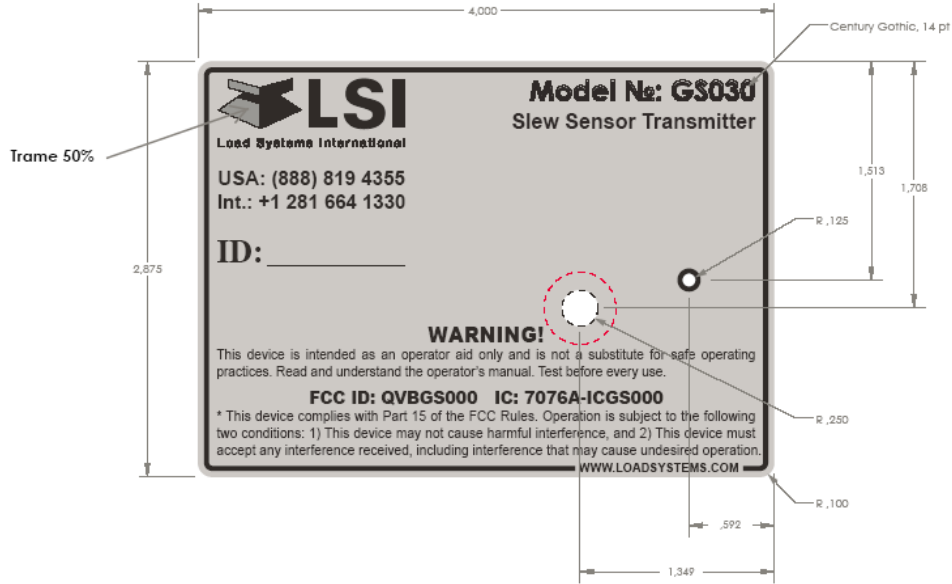 4,000
Century Gothic, 14 pt
LSI
Load Systems International
Model №: GS030
Slew Sensor Transmitter
Trame 50%
USA: (888) 819 4355
Int.: +1 281 664 1330
1,513
1,708
R ,125
ID:
2,875
WARNING!
This device is intended as an operator aid only and is not a substitute for safe operating
practices. Read and understand the operator's manual. Test before every use.
FCC ID: QVBGS000 IC: 7076A-ICGS000
* This device complies with Part 15 of the FCC Rules. Operation is subject to the following
two conditions: 1) This device may not cause harmful interference, and 2) This device must
accept any interference received, including interference that may cause undesired operation.
WWW.LOADSYSTEMS.COM
R ,250
R ,100
,592
1,349